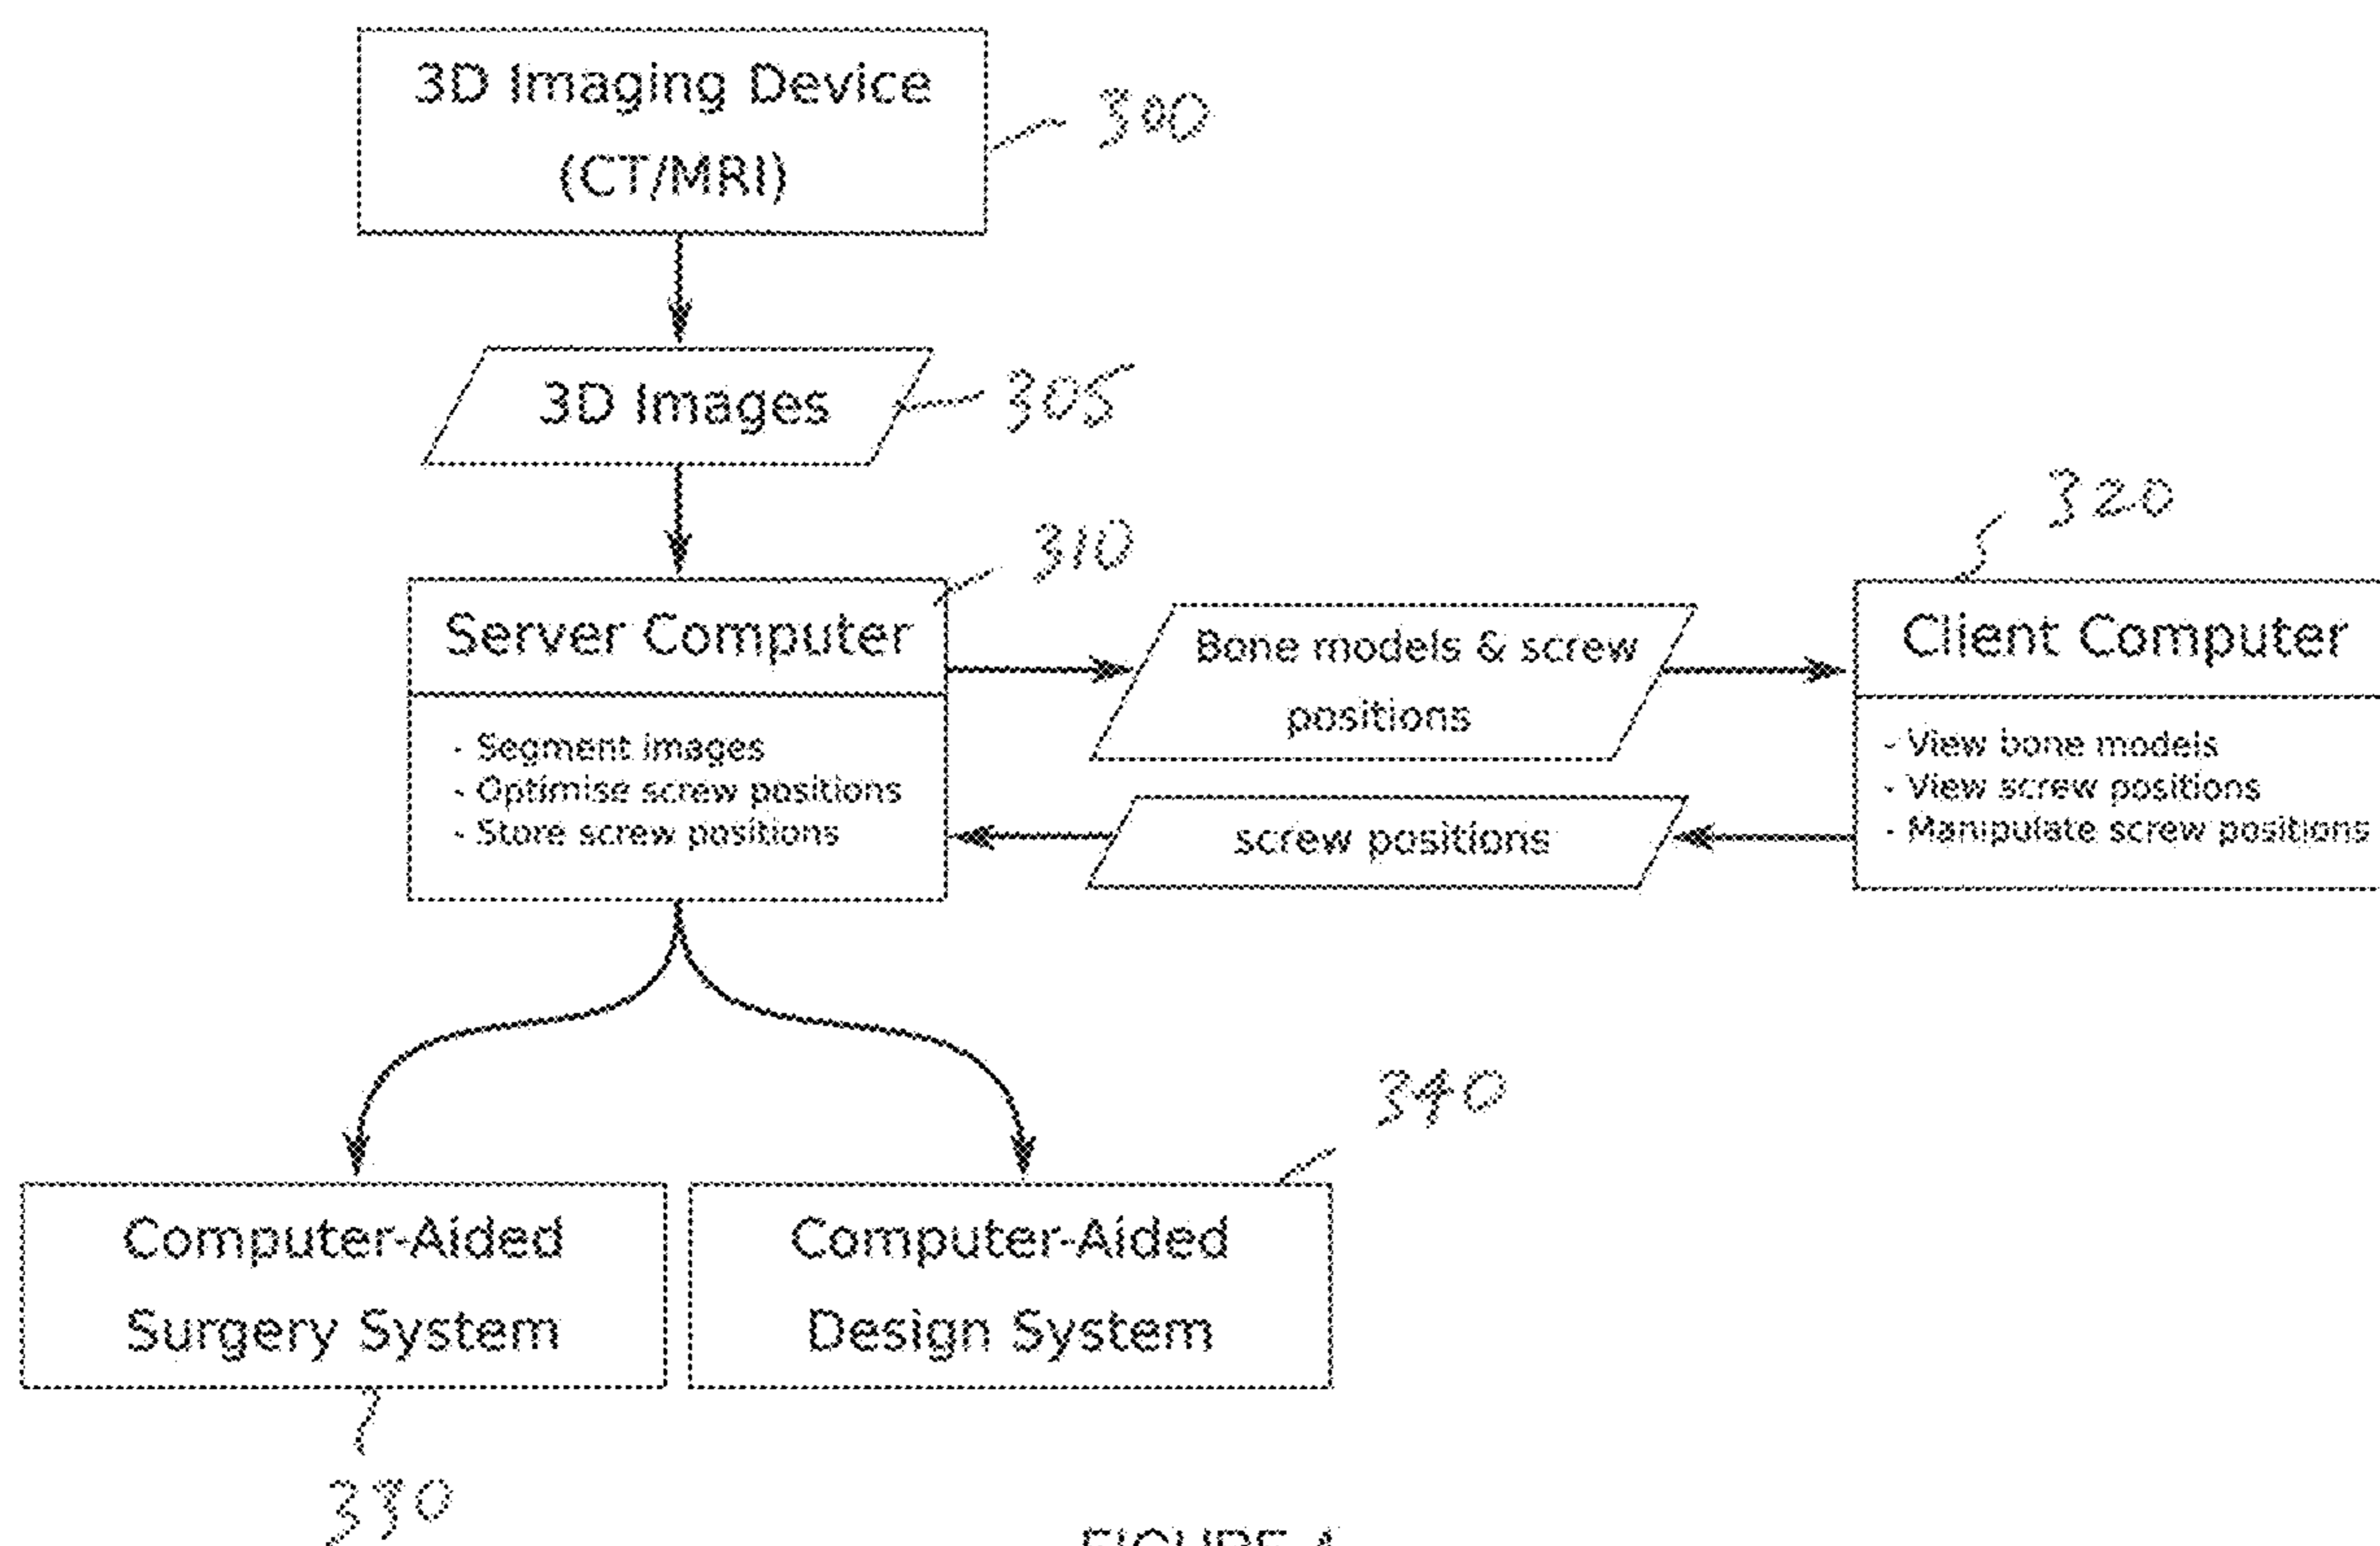 3D Imaging Device
(CT/MRI)
300
3D Images
305
310
320
Server Computer
- Segment images
- Optimise screw positions
- Store screw positions
Bone models & screw
positions
screw positions
Client Computer
- View bone models
- View screw positions
- Manipulate screw positions
340
Computer-Aided
Surgery System
Computer-Aided
Design System
330
FIGURE